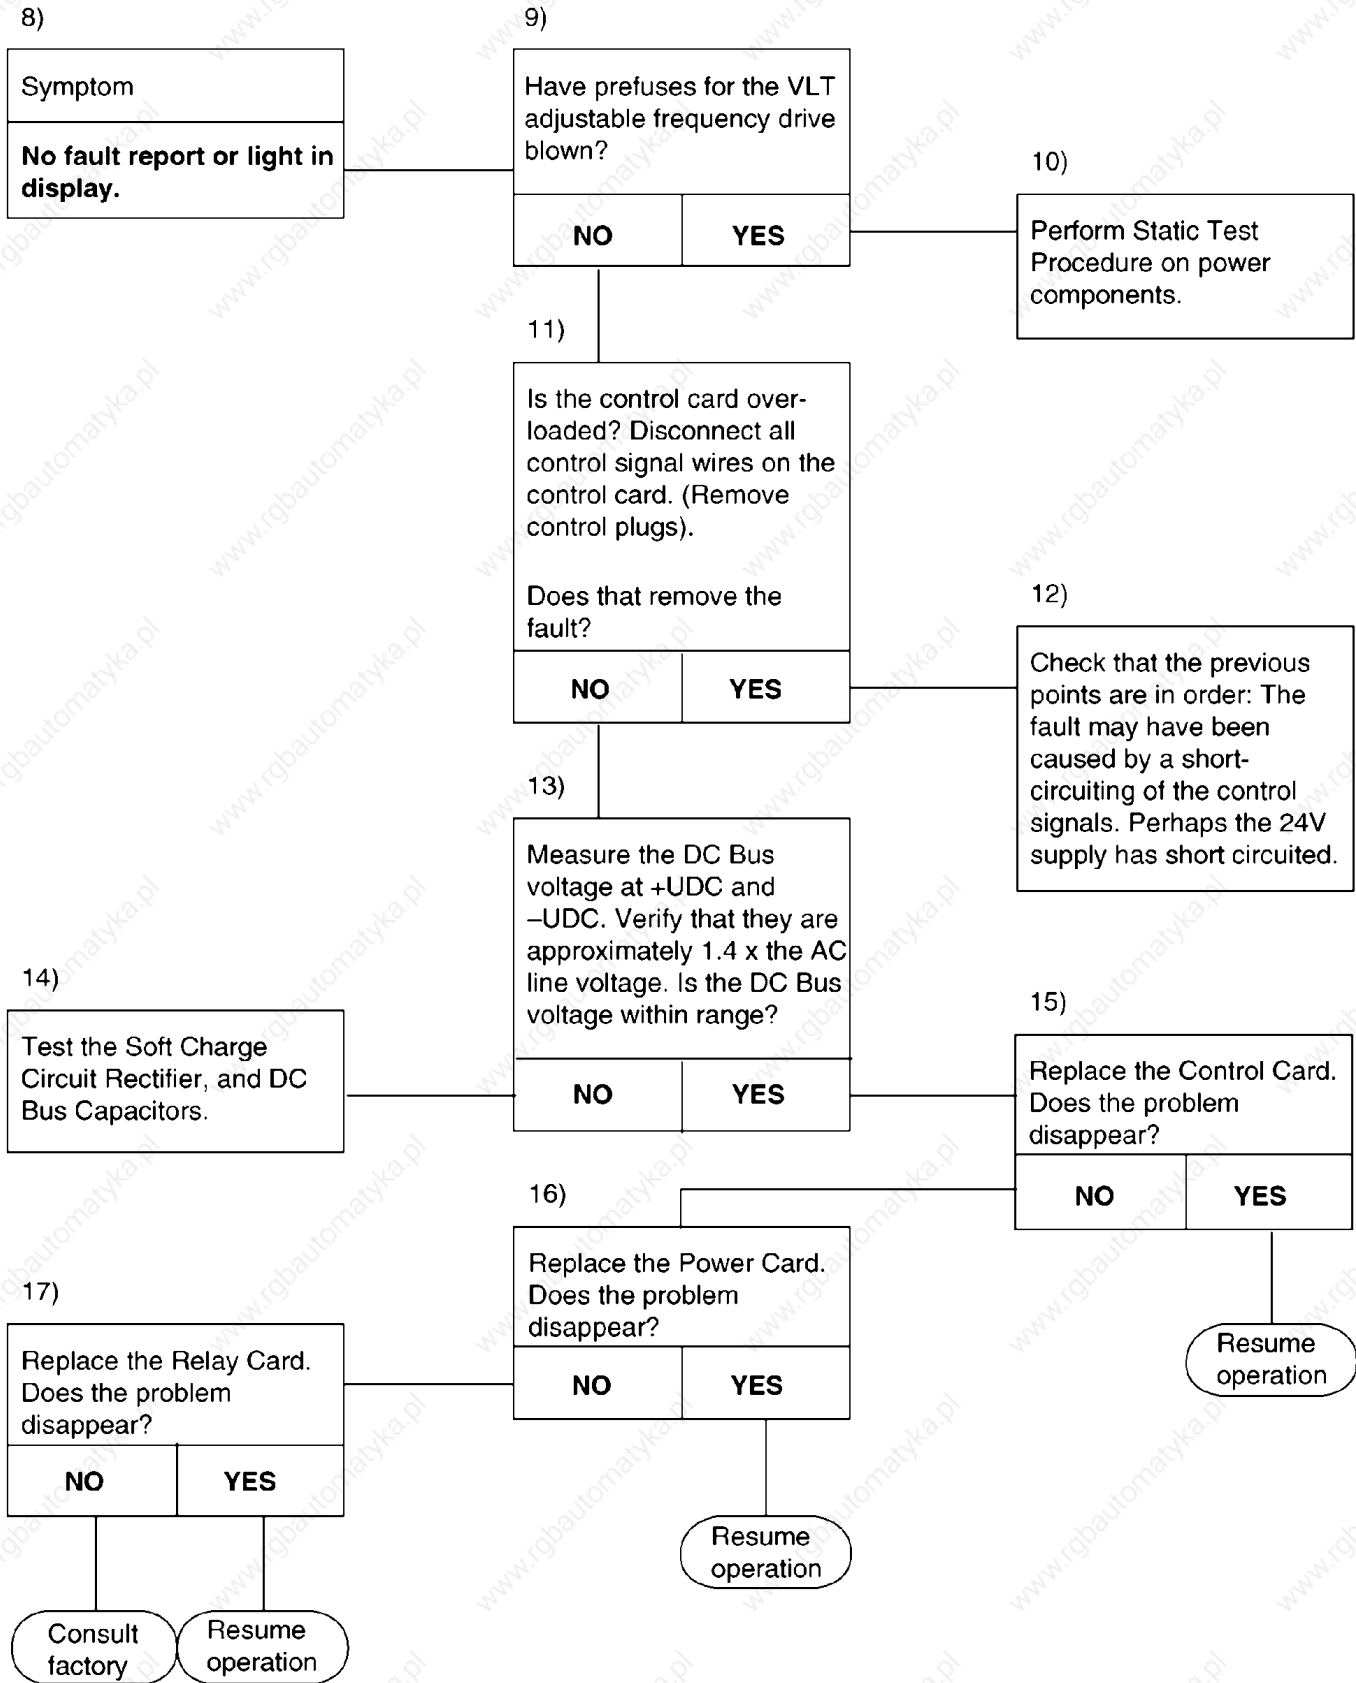 8)
Symptom
No fault report or light in
display.
9)
Have prefuses for the VLT
adjustable frequency drive
blown?
NO YES
10)
Perform Static Test
Procedure on power
components.
11)
Is the control card over-
loaded? Disconnect all
control signal wires on the
control card. (Remove
control plugs).
Does that remove the
fault?
NO YES
12)
Check that the previous
points are in order: The
fault may have been
caused by a short-
circuiting of the control
signals. Perhaps the 24V
supply has short circuited.
13)
Measure the DC Bus
voltage at +UDC and
–UDC. Verify that they are
approximately 1.4 x the AC
line voltage. Is the DC Bus
voltage within range?
NO YES
14)
Test the Soft Charge
Circuit Rectifier, and DC
Bus Capacitors.
15)
Replace the Control Card.
Does the problem
disappear?
NO YES
Resume
operation
16)
Replace the Power Card.
Does the problem
disappear?
NO YES
Resume
operation
17)
Replace the Relay Card.
Does the problem
disappear?
NO YES
Consult
factory
Resume
operation
www.rgbautomatyka.pl